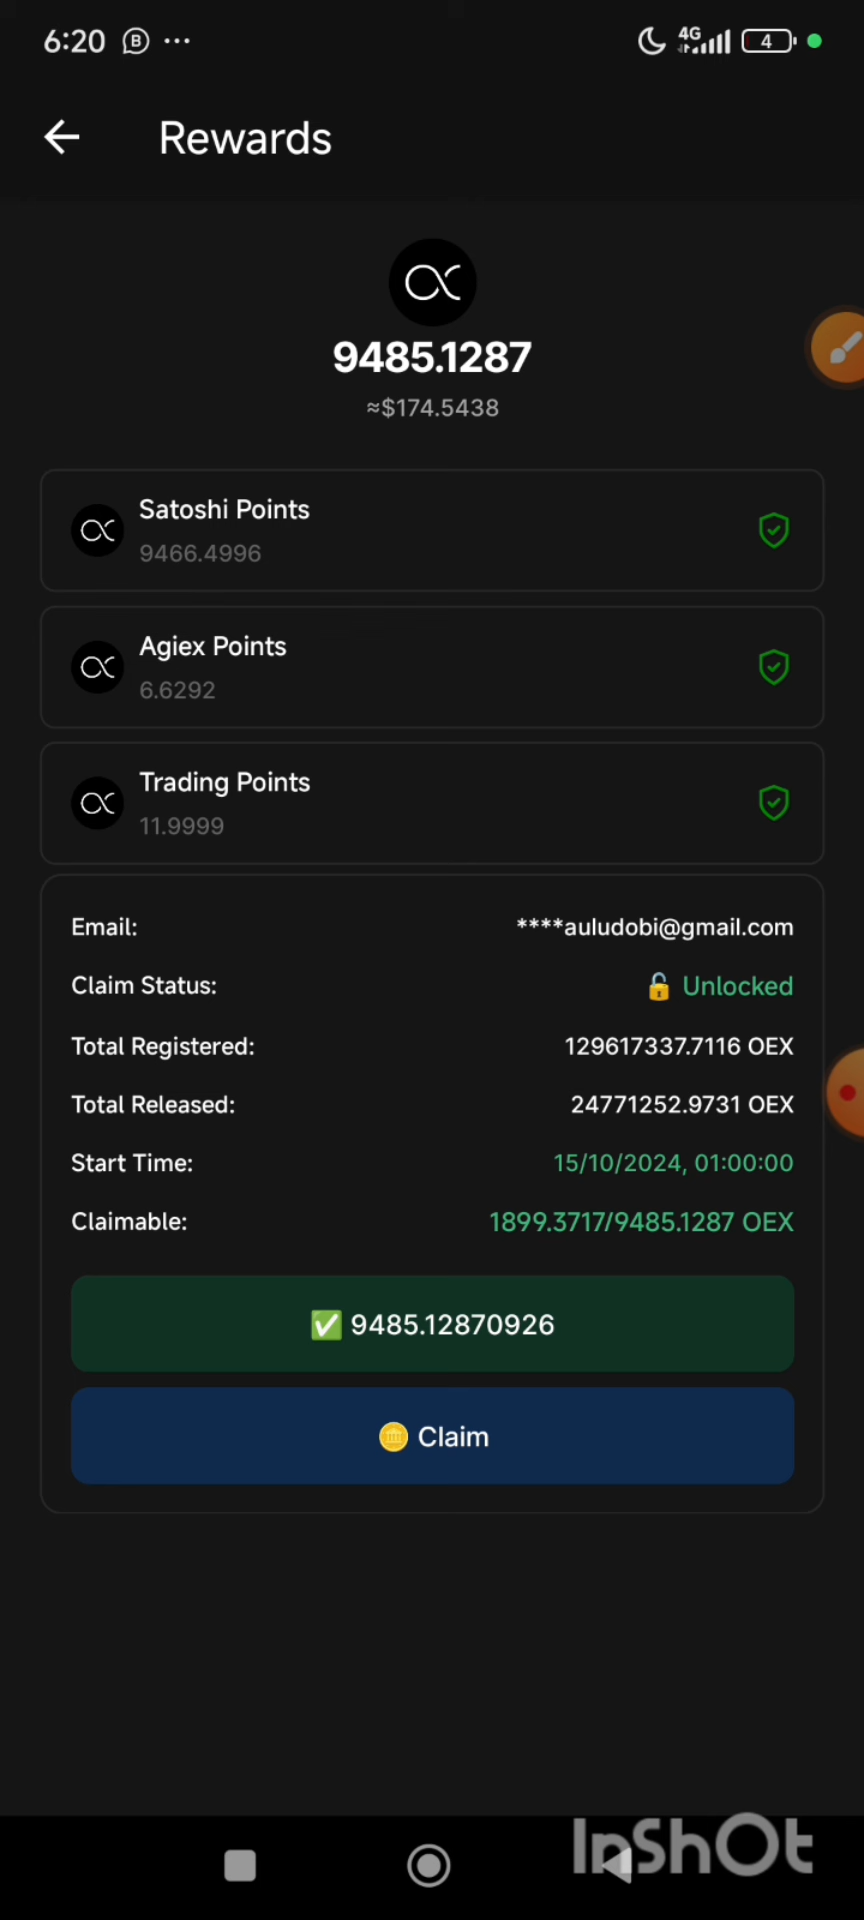 6:20 B ... 4G 4
Rewards
9485.1287
≈$174.5438
Satoshi Points
9466.4996
Agiex Points
6.6292
Trading Points
11.9999
Email: ****auludobi@gmail.com
Claim Status: 🔓 Unlocked
Total Registered: 129617337.7116 OEX
Total Released: 24771252.9731 OEX
Start Time: 15/10/2024, 01:00:00
Claimable: 1899.3717/9485.1287 OEX
✅ 9485.12870926
🪙 Claim
InShOt